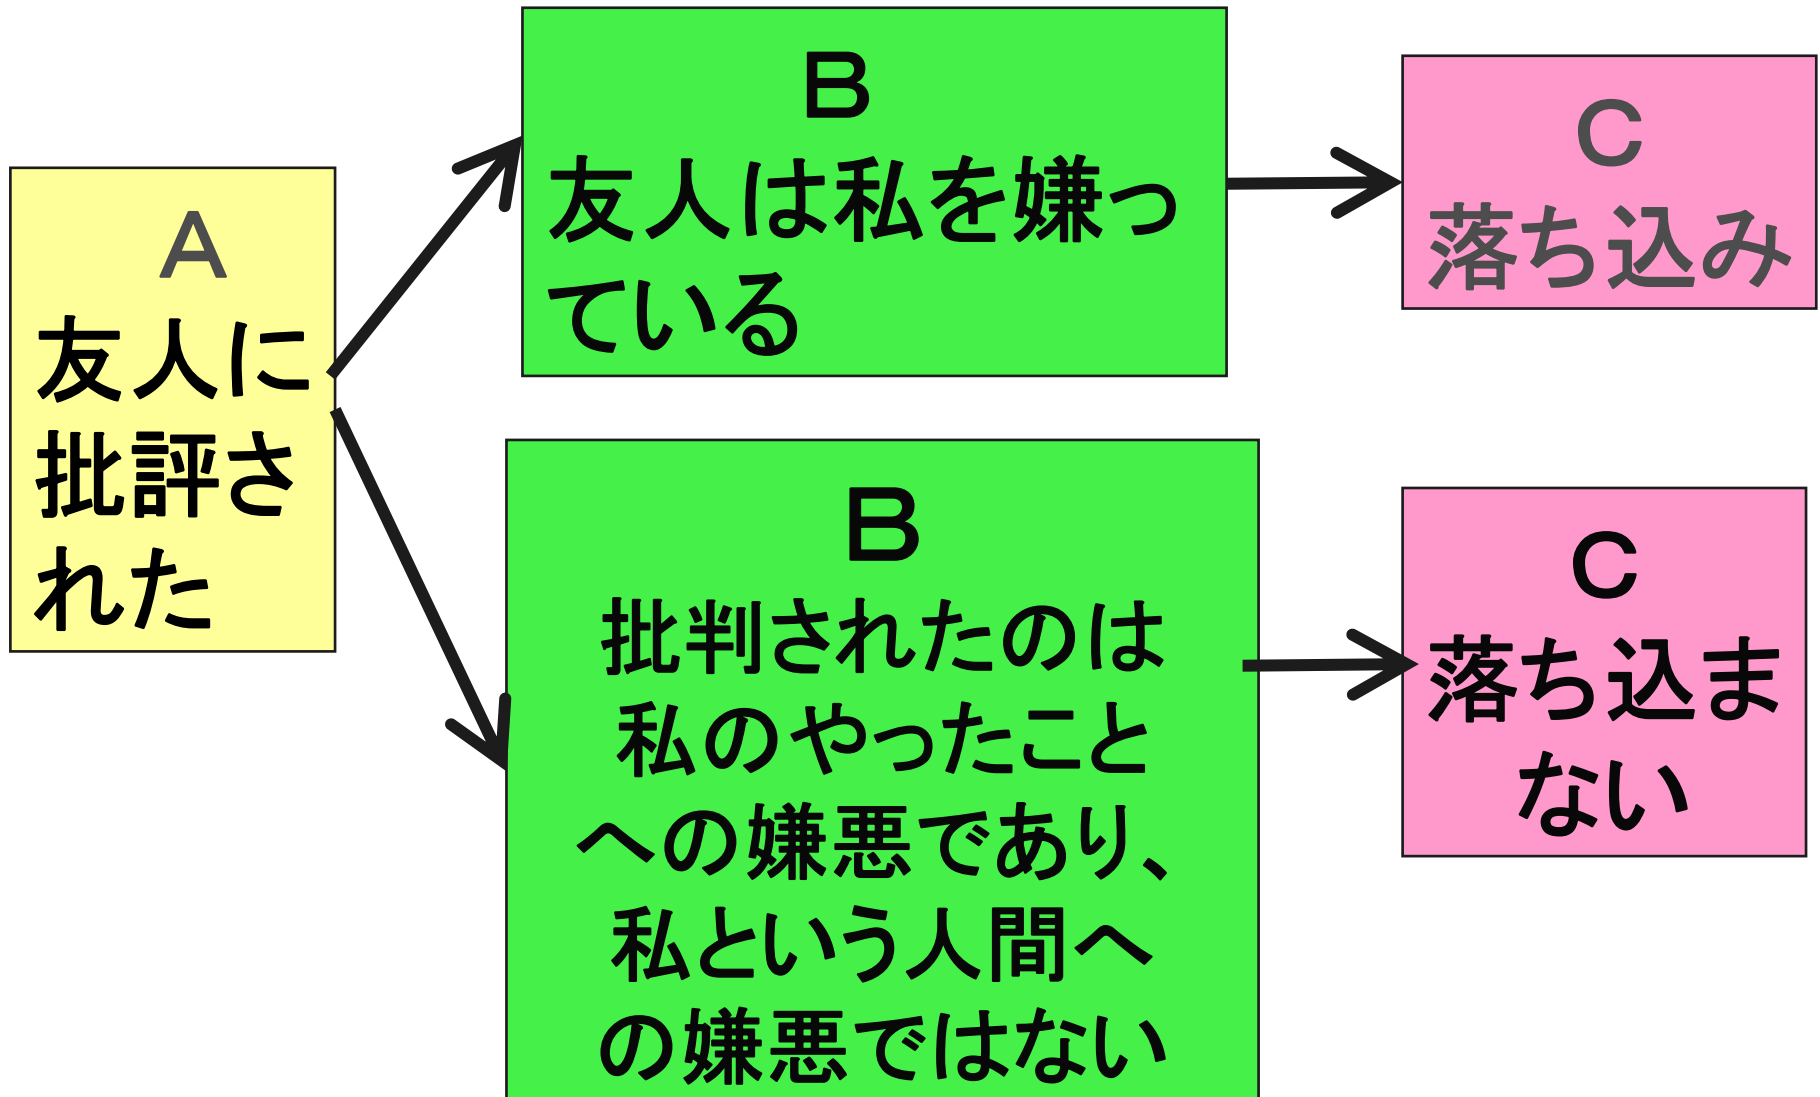 A
友人に
批評さ
れた
B
友人は私を嫌っ
ている
C
落ち込み
B
批判されたのは
私のやったこと
への嫌悪であり、
私という人間へ
の嫌悪ではない
C
落ち込ま
ない